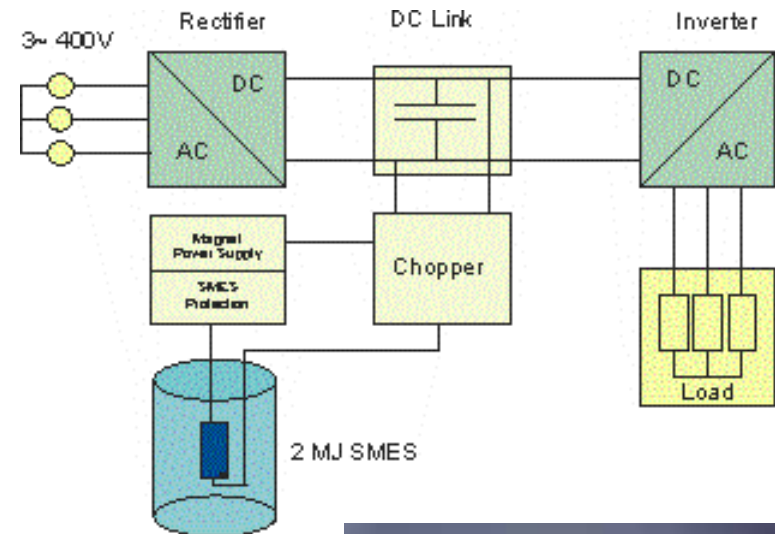 Rectifier
DC Link
Inverter
3~ 400V
DC
AC
DC
AC
Magnet
Power Supply
SMES
Protection
Chopper
Load
2 MJ SMES